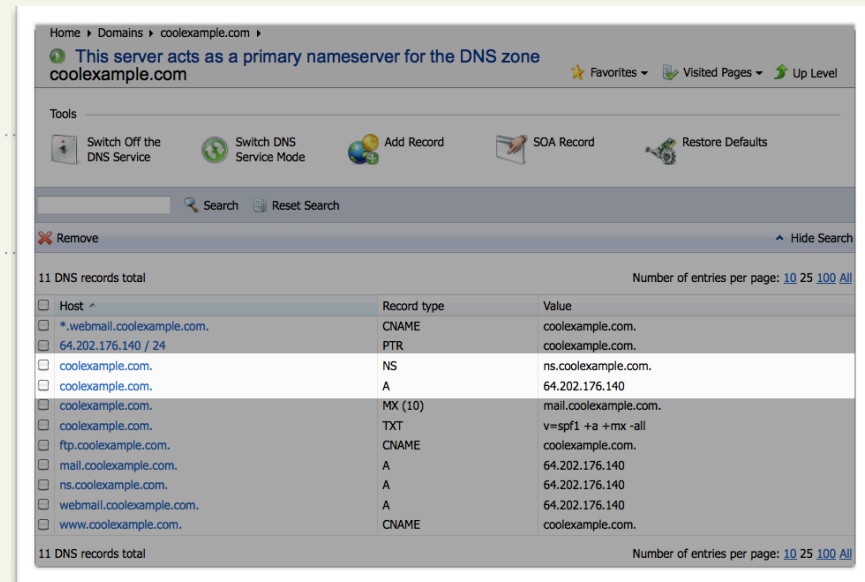 Home ▸ Domains ▸ coolexample.com ▸
This server acts as a primary nameserver for the DNS zone
coolexample.com
Favorites Visited Pages Up Level
Tools
Switch Off the DNS Service
Switch DNS Service Mode
Add Record
SOA Record
Restore Defaults
Search Reset Search
Remove Hide Search
11 DNS records total Number of entries per page: 10 25 100 All
Host Record type Value
*.webmail.coolexample.com. CNAME coolexample.com.
64.202.176.140 / 24 PTR coolexample.com.
coolexample.com. NS ns.coolexample.com.
coolexample.com. A 64.202.176.140
coolexample.com. MX (10) mail.coolexample.com.
coolexample.com. TXT v=spf1 +a +mx -all
ftp.coolexample.com. CNAME coolexample.com.
mail.coolexample.com. A 64.202.176.140
ns.coolexample.com. A 64.202.176.140
webmail.coolexample.com. A 64.202.176.140
www.coolexample.com. CNAME coolexample.com.
11 DNS records total Number of entries per page: 10 25 100 All